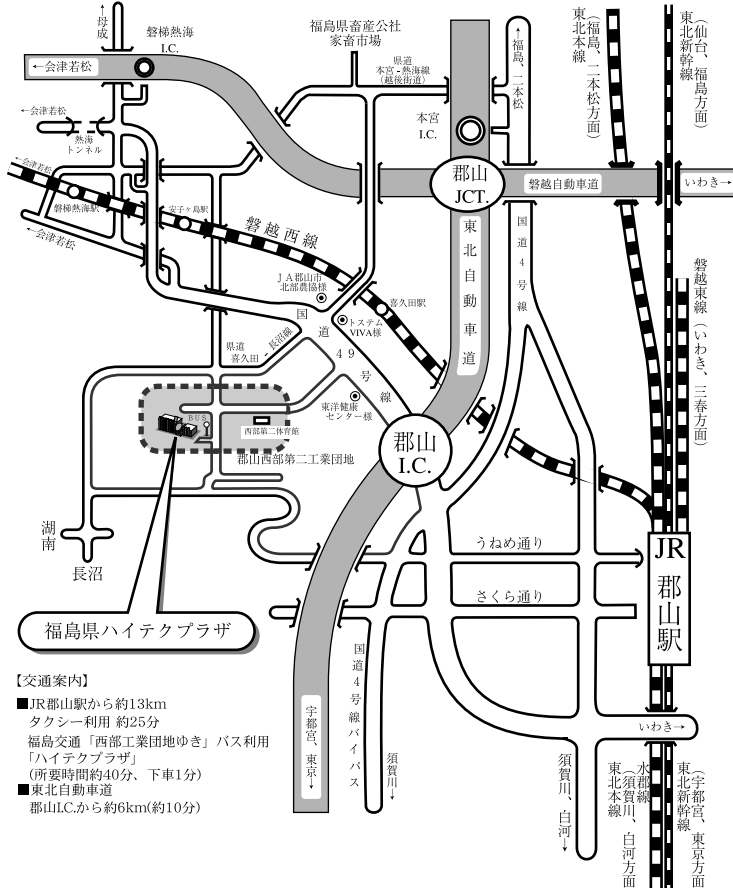 ←母成
磐梯熱海
I.C.
←会津若松
福島県畜産公社
家畜市場
県道
本宮-熱海線
(越後街道)
←福島、二本松
(福島、二本松方面)
東北本線
(仙台、福島方面)
東北新幹線
←会津若松
熱海
トンネル
本宮
I.C.
郡山
JCT.
磐越自動車道
いわき→
←会津若松
磐梯熱海駅
安子ヶ島駅
←会津若松
磐越西線
東北自動車道
国道4号線
磐越東線(いわき、三春方面)
JA郡山市
北部農協様
喜久田駅
トステム
VIVA様
国道49号線
県道
喜久田-長沼線
東洋健康
センター様
BUS
西部第二体育館
郡山西部第二工業団地
郡山
I.C.
湖南
長沼
うねめ通り
さくら通り
JR
郡山駅
福島県ハイテクプラザ
国道4号線バイパス
宇都宮、東京→
須賀川→
須賀川、白河→
いわき→
水郡線
(須賀川、白河方面
東北本線
(宇都宮、東京方面
東北新幹線
【交通案内】
■JR郡山駅から約13km
タクシー利用 約25分
福島交通「西部工業団地ゆき」バス利用
「ハイテクプラザ」
(所要時間約40分、下車1分)
■東北自動車道
郡山I.C.から約6km(約10分)